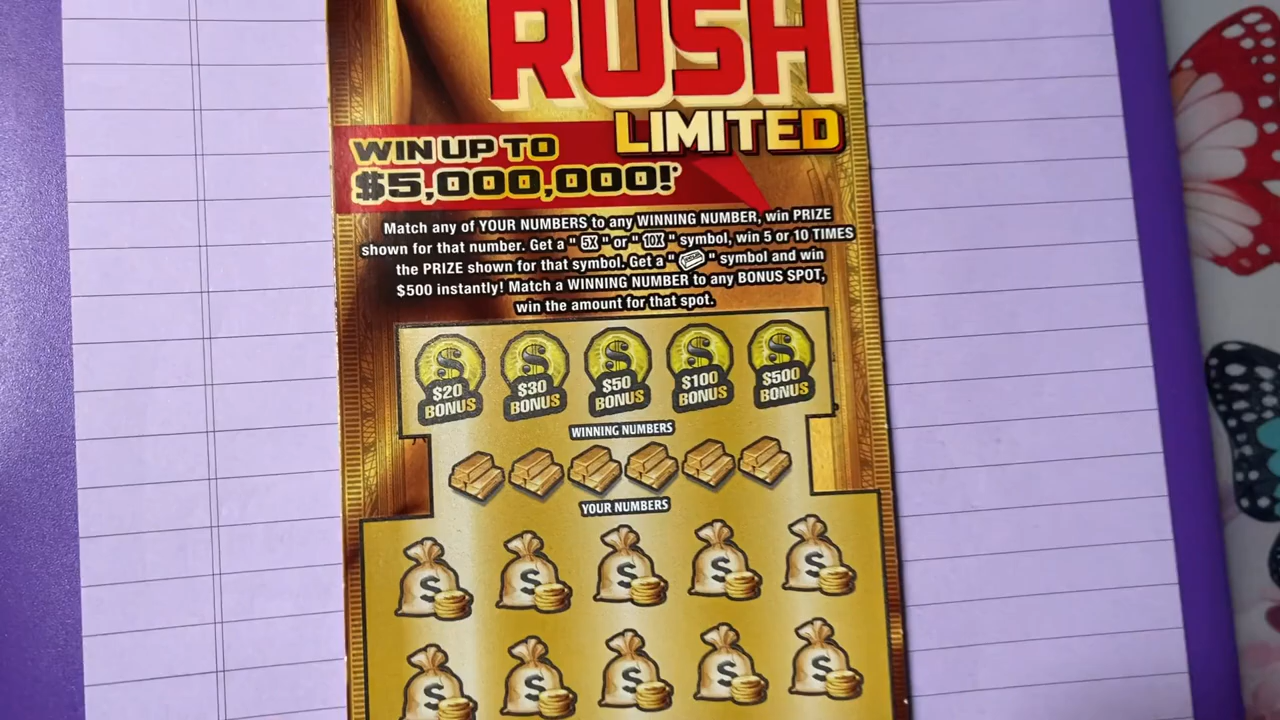 RUSH
LIMITED
WIN UP TO
$5,000,000!*
Match any of YOUR NUMBERS to any WINNING NUMBER, win PRIZE
shown for that number. Get a "5X" or "10X" symbol, win 5 or 10 TIMES
the PRIZE shown for that symbol. Get a " " symbol and win
$500 instantly! Match a WINNING NUMBER to any BONUS SPOT,
win the amount for that spot.
$ $ $ $ $
$20 $30 $50 $100 $500
BONUS BONUS BONUS BONUS BONUS
WINNING NUMBERS
YOUR NUMBERS
$ $ $ $ $
$ $ $ $ $